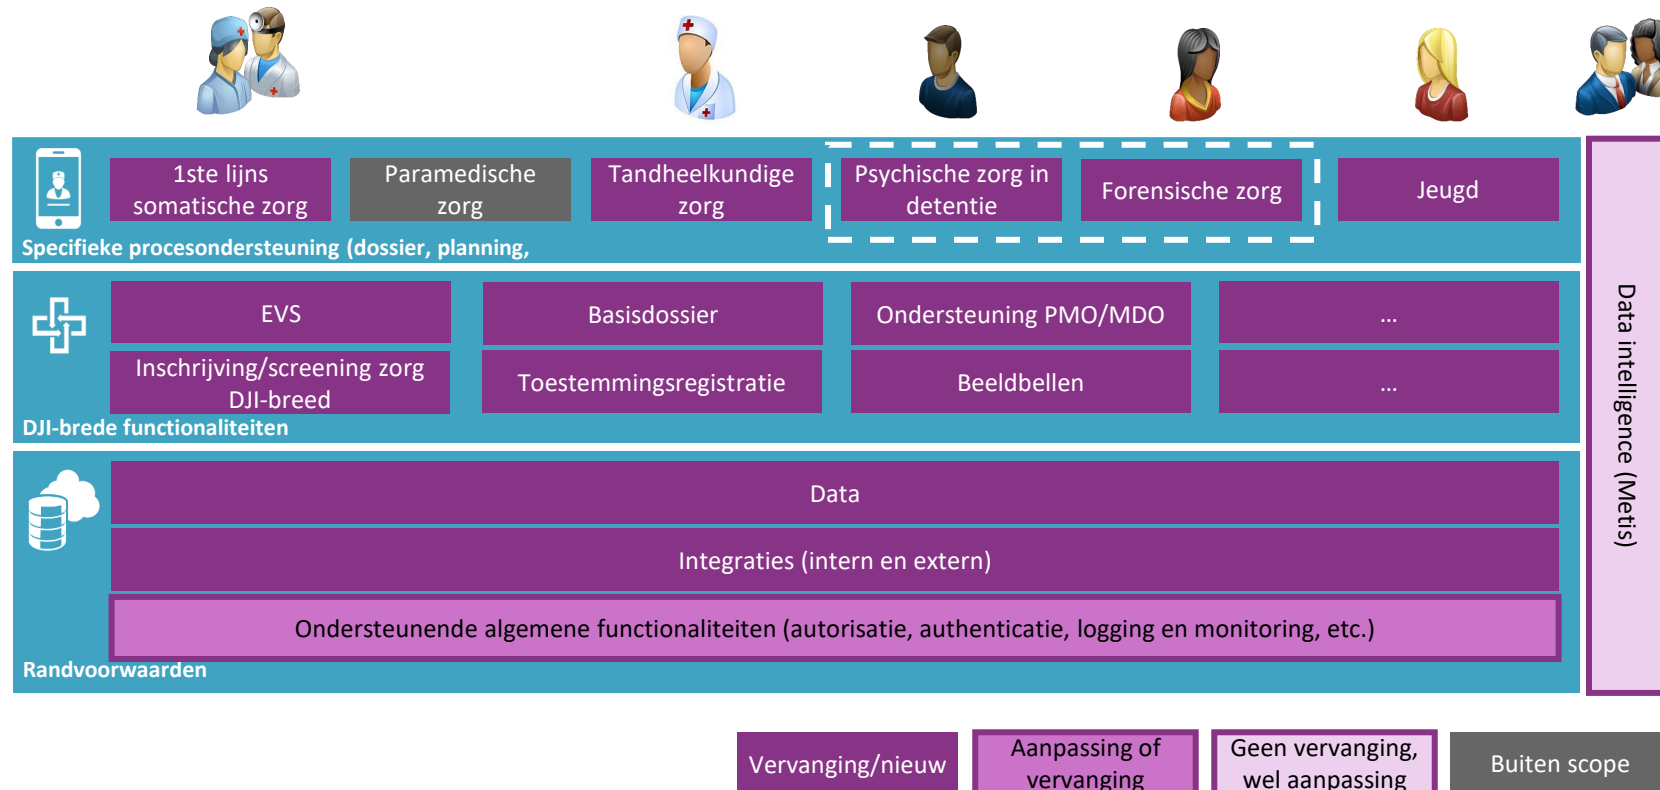 1ste lijns
somatische zorg
Paramedische
zorg
Tandheelkundige
zorg
Psychische zorg in
detentie
Forensische zorg
Jeugd
Specifieke procesondersteuning (dossier, planning,
EVS
Basisdossier
Ondersteuning PMO/MDO
...
Inschrijving/screening zorg
DJI-breed
Toestemmingsregistratie
Beeldbellen
...
DJI-brede functionaliteiten
Data
Integraties (intern en extern)
Ondersteunende algemene functionaliteiten (autorisatie, authenticatie, logging en monitoring, etc.)
Randvoorwaarden
Data intelligence (Metis)
Vervanging/nieuw
Aanpassing of
vervanging
Geen vervanging,
wel aanpassing
Buiten scope